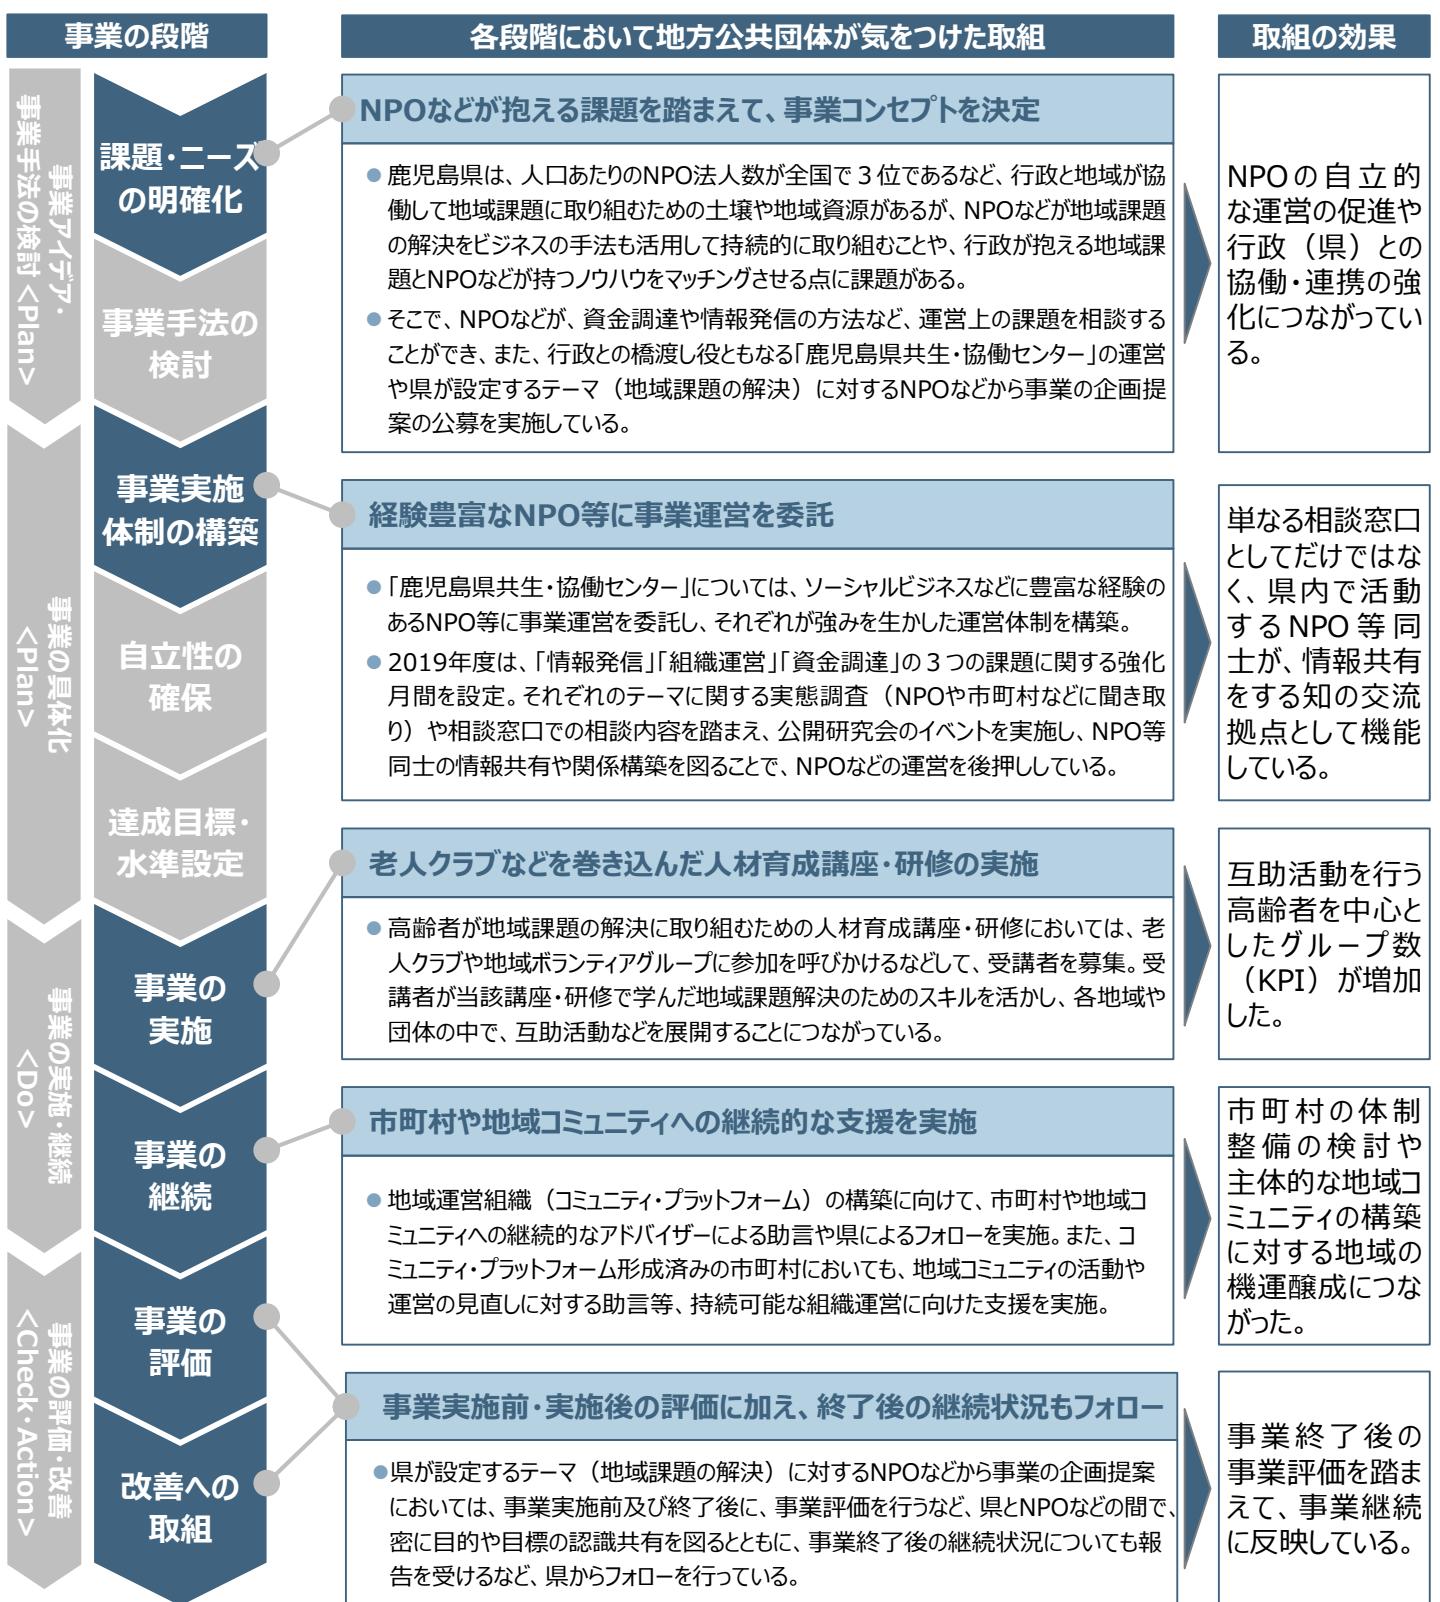 事業の段階
各段階において地方公共団体が気をつけた取組
取組の効果
事業アイデア・
事業手法の検討 <Plan>
課題・ニーズ
の明確化
事業手法の
検討
NPOなどが抱える課題を踏まえて、事業コンセプトを決定
●鹿児島県は、人口あたりのNPO法人数が全国で３位であるなど、行政と地域が協
働して地域課題に取り組むための土壌や地域資源があるが、NPOなどが地域課題
の解決をビジネスの手法も活用して持続的に取り組むことや、行政が抱える地域課
題とNPOなどが持つノウハウをマッチングさせる点に課題がある。
●そこで、NPOなどが、資金調達や情報発信の方法など、運営上の課題を相談する
ことができ、また、行政との橋渡し役ともなる「鹿児島県共生・協働センター」の運営
や県が設定するテーマ（地域課題の解決）に対するNPOなどから事業の企画提
案の公募を実施している。
NPOの自立的
な運営の促進や
行政（県）との
協働・連携の強
化につながってい
る。
事業の具体化
<Plan>
事業実施
体制の構築
自立性の
確保
達成目標・
水準設定
経験豊富なNPO等に事業運営を委託
●「鹿児島県共生・協働センター」については、ソーシャルビジネスなどに豊富な経験の
あるNPO等に事業運営を委託し、それぞれが強みを生かした運営体制を構築。
●2019年度は、「情報発信」「組織運営」「資金調達」の３つの課題に関する強化
月間を設定。それぞれのテーマに関する実態調査（NPOや市町村などに聞き取
り）や相談窓口での相談内容を踏まえ、公開研究会のイベントを実施し、NPO等
同士の情報共有や関係構築を図ることで、NPOなどの運営を後押ししている。
単なる相談窓口
としてだけではな
く、県内で活動
するNPO等同
士が、情報共有
をする知の交流
拠点として機能
している。
事業の実施・継続
<Do>
事業の
実施
事業の
継続
老人クラブなどを巻き込んだ人材育成講座・研修の実施
●高齢者が地域課題の解決に取り組むための人材育成講座・研修においては、老
人クラブや地域ボランティアグループに参加を呼びかけるなどして、受講者を募集。受
講者が当該講座・研修で学んだ地域課題解決のためのスキルを活かし、各地域や
団体の中で、互助活動などを展開することにつながっている。
互助活動を行う
高齢者を中心と
したグループ数
（KPI）が増加
した。
市町村や地域コミュニティへの継続的な支援を実施
●地域運営組織（コミュニティ・プラットフォーム）の構築に向けて、市町村や地域コ
ミュニティへの継続的なアドバイザーによる助言や県によるフォローを実施。また、コ
ミュニティ・プラットフォーム形成済みの市町村においても、地域コミュニティの活動や
運営の見直しに対する助言等、持続可能な組織運営に向けた支援を実施。
市町村の体制
整備の検討や
主体的な地域コ
ミュニティの構築
に対する地域の
機運醸成につな
がった。
事業の評価・改善
<Check・Action>
事業の
評価
改善への
取組
事業実施前・実施後の評価に加え、終了後の継続状況もフォロー
●県が設定するテーマ（地域課題の解決）に対するNPOなどから事業の企画提案
においては、事業実施前及び終了後に、事業評価を行うなど、県とNPOなどの間で、
密に目的や目標の認識共有を図るとともに、事業終了後の継続状況についても報
告を受けるなど、県からフォローを行っている。
事業終了後の
事業評価を踏ま
えて、事業継続
に反映している。